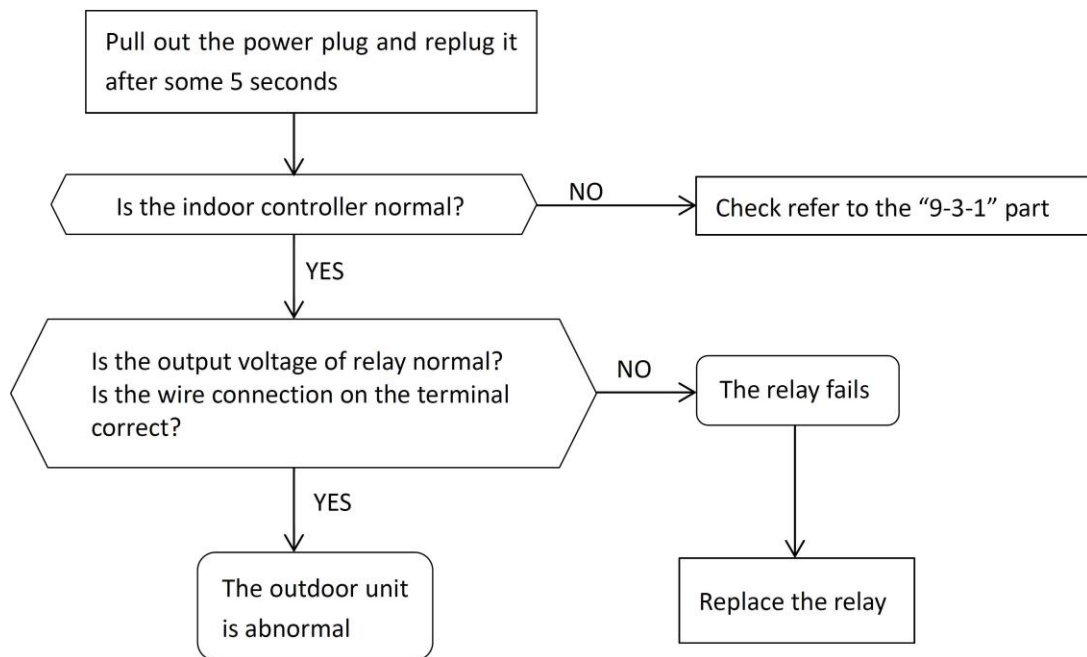 Pull out the power plug and replug it
after some 5 seconds
Is the indoor controller normal?
NO
Check refer to the “9-3-1” part
YES
Is the output voltage of relay normal?
Is the wire connection on the terminal
correct?
NO
The relay fails
YES
The outdoor unit
is abnormal
Replace the relay